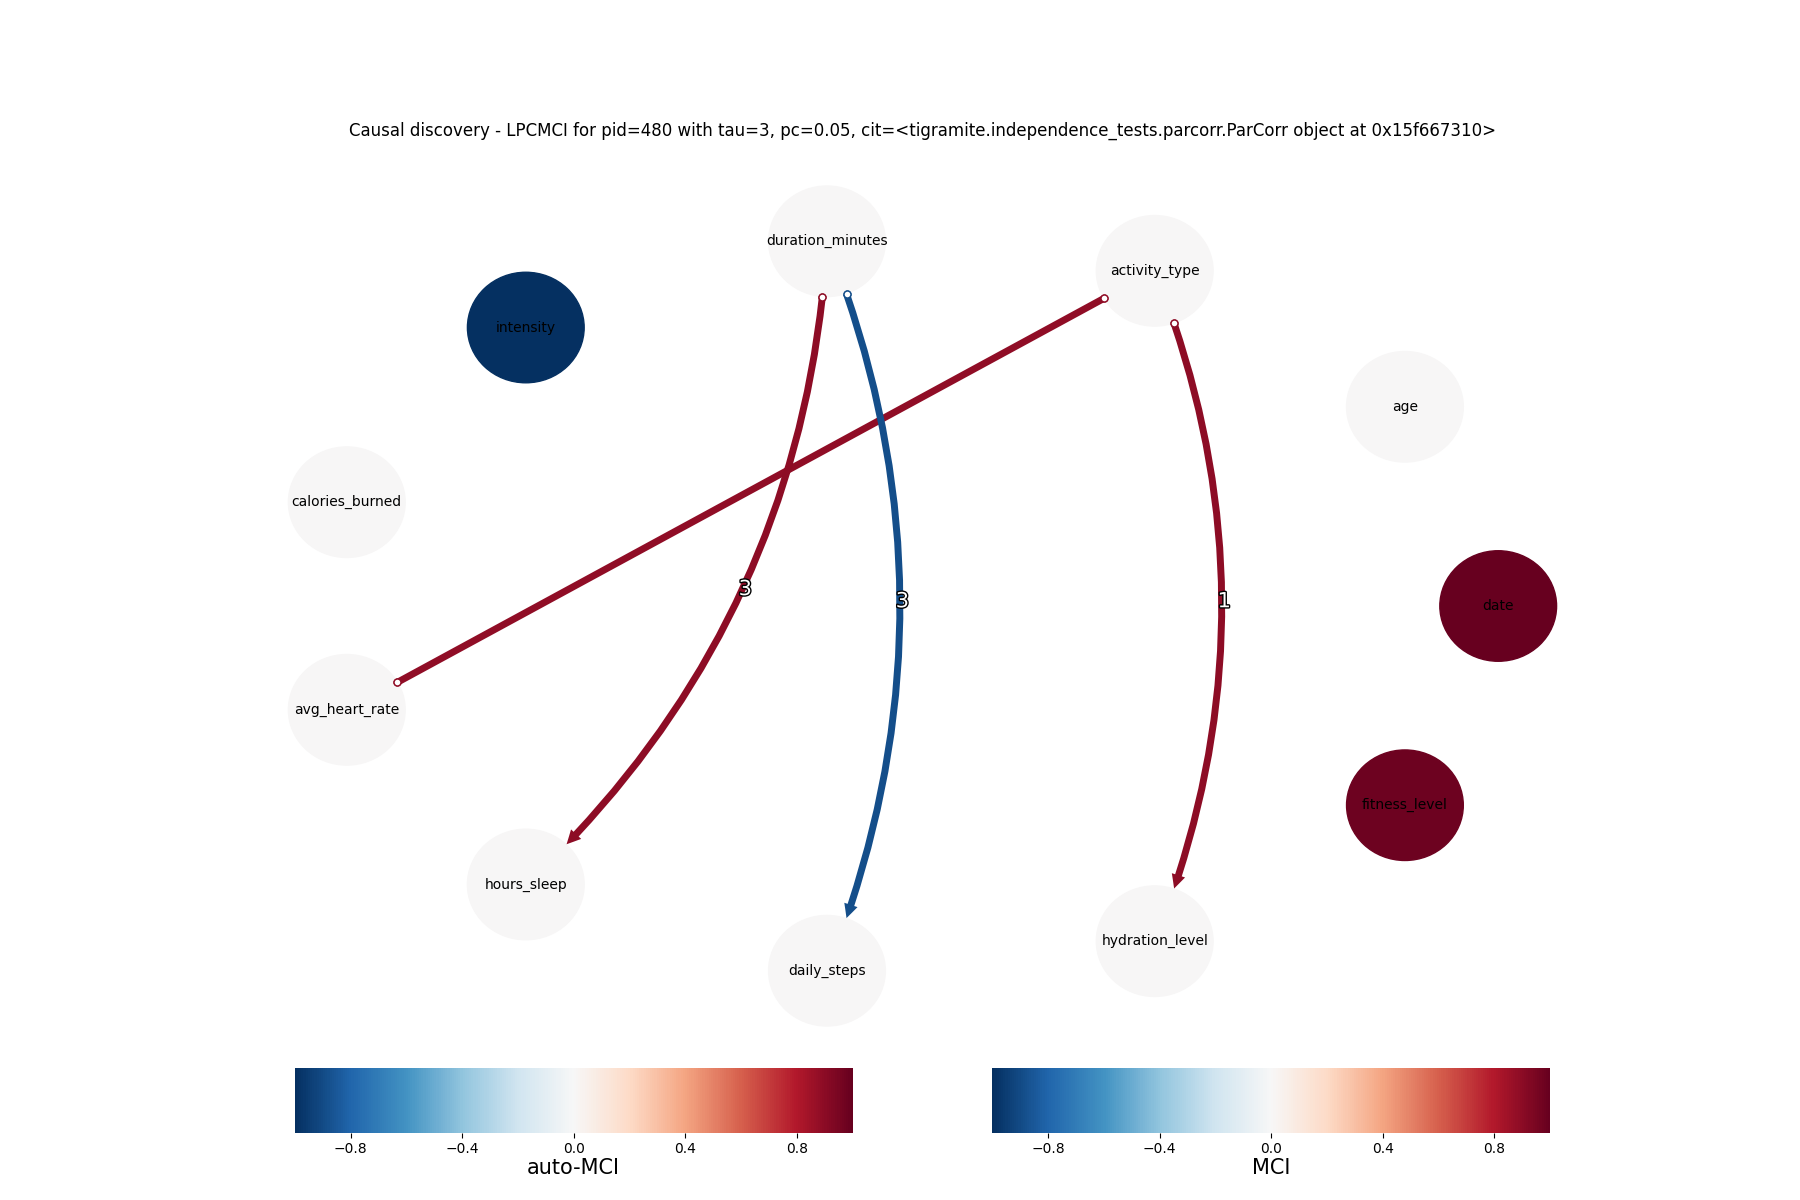 Causal discovery - LPCMCI for pid=480 with tau=3, pc=0.05, cit=<tigramite.independence_tests.parcorr.ParCorr object at 0x15f667310>
duration_minutes
activity_type
intensity
age
calories_burned
3
3
1
date
avg_heart_rate
fitness_level
hours_sleep
hydration_level
daily_steps
−0.8 −0.4 0.0 0.4 0.8
auto-MCI
−0.8 −0.4 0.0 0.4 0.8
MCI